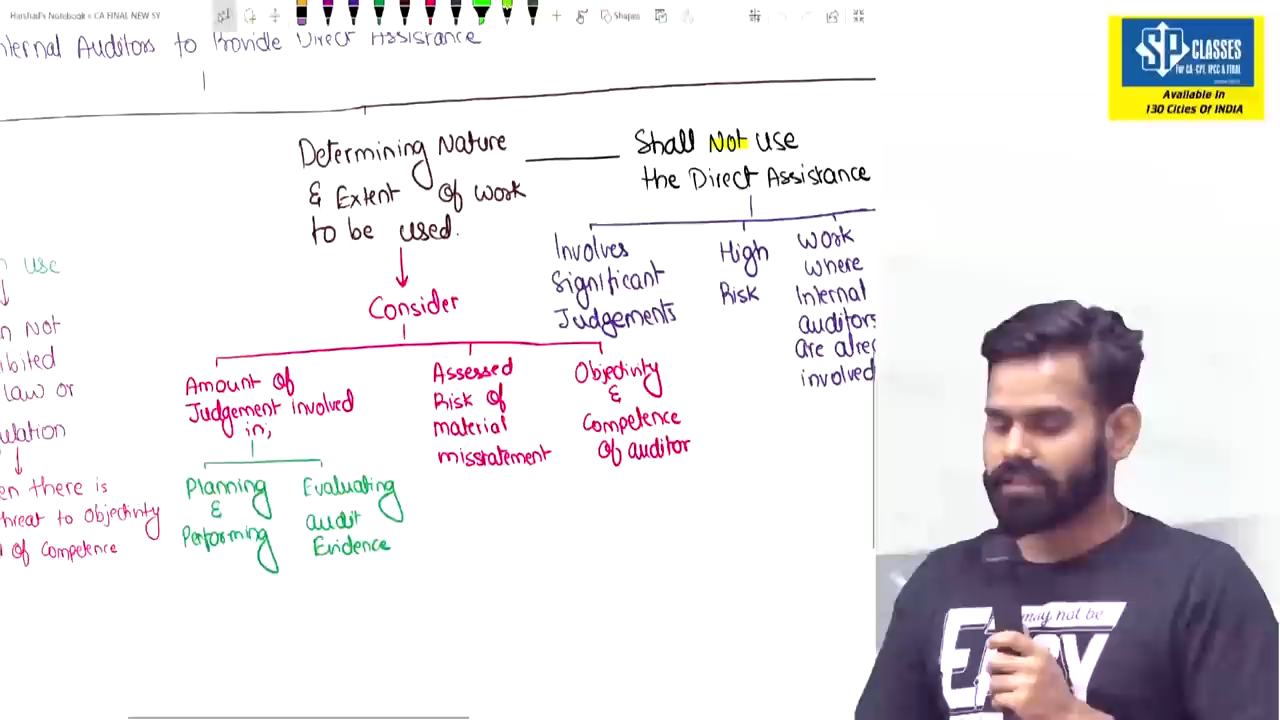 Harshal's Notebook » CA FINAL NEW SY
Shapes
nternal Auditors to Provide Direct Assistance
SP CLASSES
For CA-CPT, IPCC & FINAL
Available In
130 Cities Of INDIA
Determining Nature
& Extent Of Work
to be used.
Shall Not Use
the Direct Assistance
Involves
Significant
Judgements
High
Risk
Work
Where
Internal
auditors
are alre
involved
Consider
Amount Of
Judgement involved
in,
Planning
&
Performing
Evaluating
audit
Evidence
Assessed
Risk Of
material
misstatement
Objectivity
&
Competence
Of auditor
n use
n Not
ibited
law or
ulation
en there is
hreat to Objectivity
Of Competence
may not be